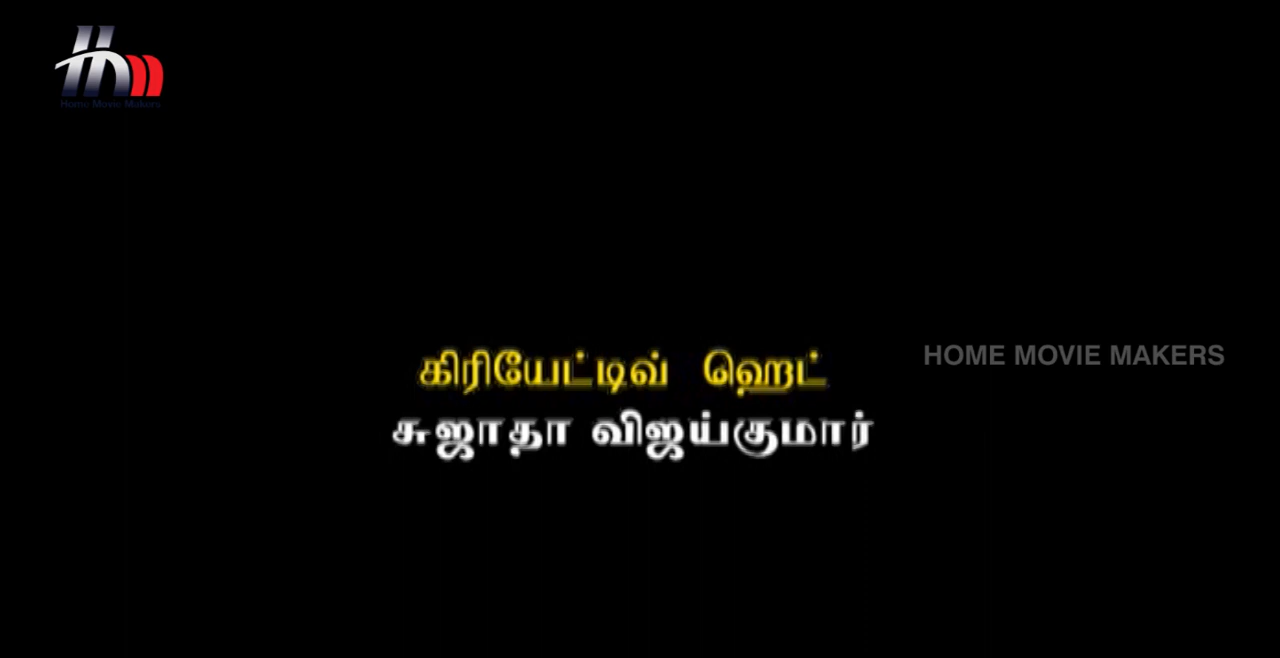 Home Movie Makers
HOME MOVIE MAKERS
கிரியேட்டிவ் ஹெட்
சுஜாதா விஜய்குமார்